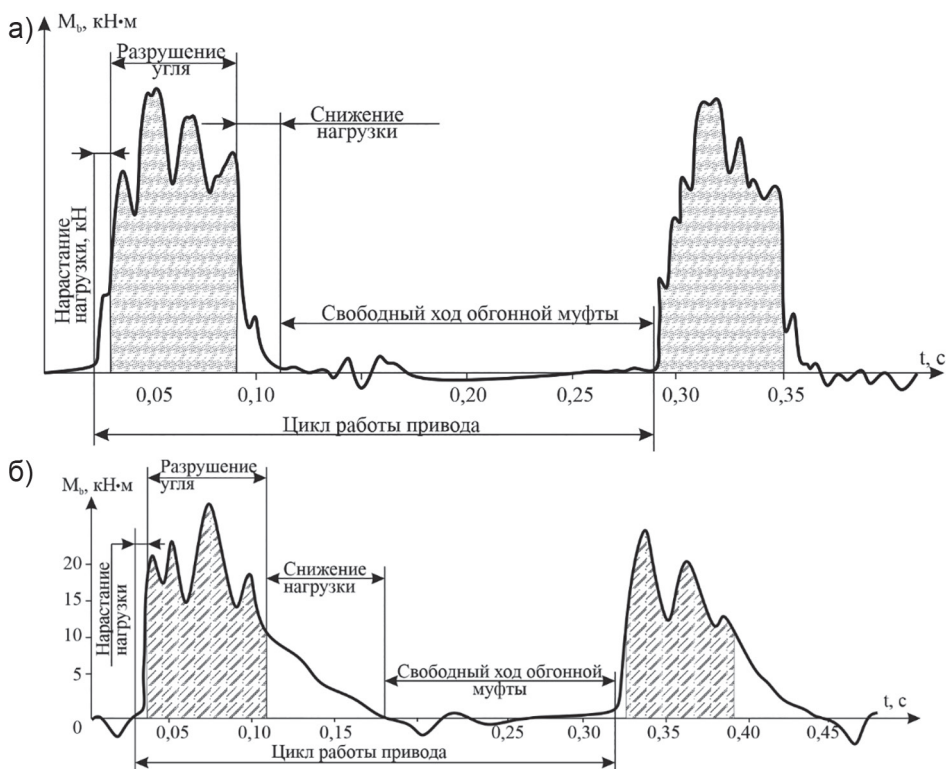 а)
M_b, кН•м
Разрушение
угля
Снижение
нагрузки
Нарастание
нагрузки, кН
Свободный ход обгонной муфты
t, с
0,05
0,10
0,20
0,25
0,30
0,35
Цикл работы привода
б)
M_b, кН•м
Разрушение
угля
20
15
10
5
0
Нарастание
нагрузки
Снижение
нагрузки
Свободный ход обгонной
муфты
t, с
0,05
0,10
0,15
0,25
0,30
0,35
0,40
0,45
Цикл работы привода